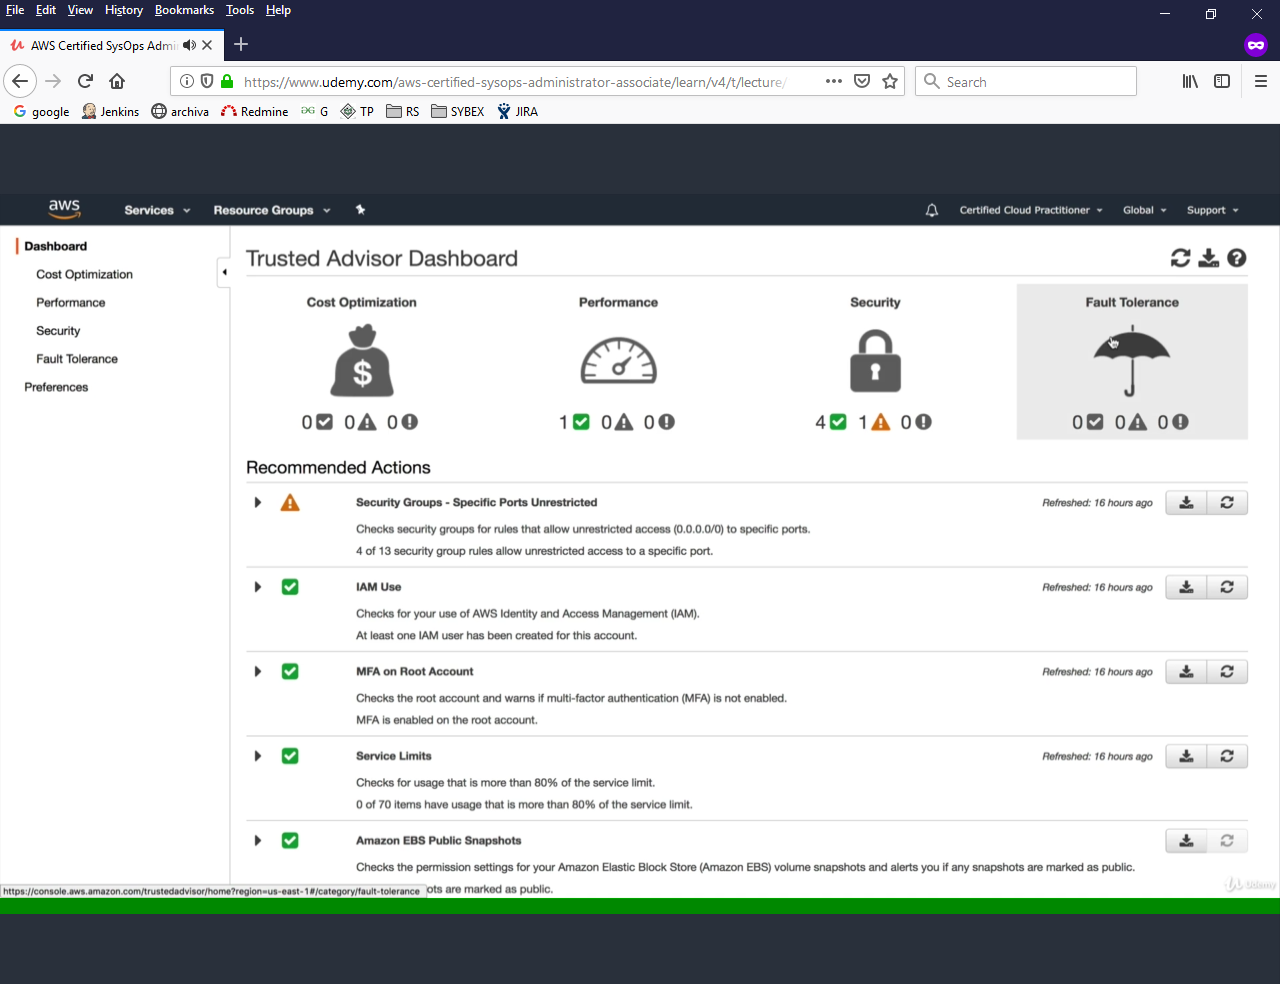 File Edit View History Bookmarks Tools Help
AWS Certified SysOps Admi
https://www.udemy.com/aws-certified-sysops-administrator-associate/learn/v4/t/lecture/
Search
google Jenkins archiva Redmine G TP RS SYBEX JIRA
aws Services Resource Groups Certified Cloud Practitioner Global Support
Dashboard
Cost Optimization
Performance
Security
Fault Tolerance
Preferences
Trusted Advisor Dashboard
Cost Optimization Performance Security Fault Tolerance
$
0 0 0 1 0 0 4 1 0 0 0 0
Recommended Actions
Security Groups - Specific Ports Unrestricted Refreshed: 16 hours ago
Checks security groups for rules that allow unrestricted access (0.0.0.0/0) to specific ports.
4 of 13 security group rules allow unrestricted access to a specific port.
IAM Use Refreshed: 16 hours ago
Checks for your use of AWS Identity and Access Management (IAM).
At least one IAM user has been created for this account.
MFA on Root Account Refreshed: 16 hours ago
Checks the root account and warns if multi-factor authentication (MFA) is not enabled.
MFA is enabled on the root account.
Service Limits Refreshed: 16 hours ago
Checks for usage that is more than 80% of the service limit.
0 of 70 items have usage that is more than 80% of the service limit.
Amazon EBS Public Snapshots
Checks the permission settings for your Amazon Elastic Block Store (Amazon EBS) volume snapshots and alerts you if any snapshots are marked as public.
https://console.aws.amazon.com/trustedadvisor/home?region=us-east-1#/category/fault-tolerance ots are marked as public.
Udemy